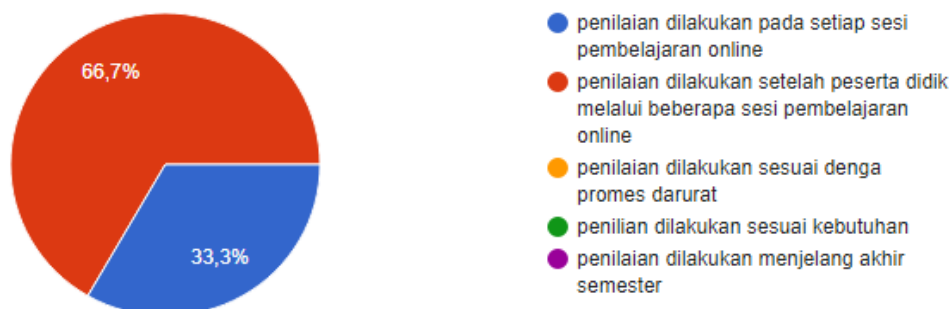 66,7%
33,3%
penilaian dilakukan pada setiap sesi
pembelajaran online
penilaian dilakukan setelah peserta didik
melalui beberapa sesi pembelajaran
online
penilaian dilakukan sesuai denga
promes darurat
penilian dilakukan sesuai kebutuhan
penilaian dilakukan menjelang akhir
semester